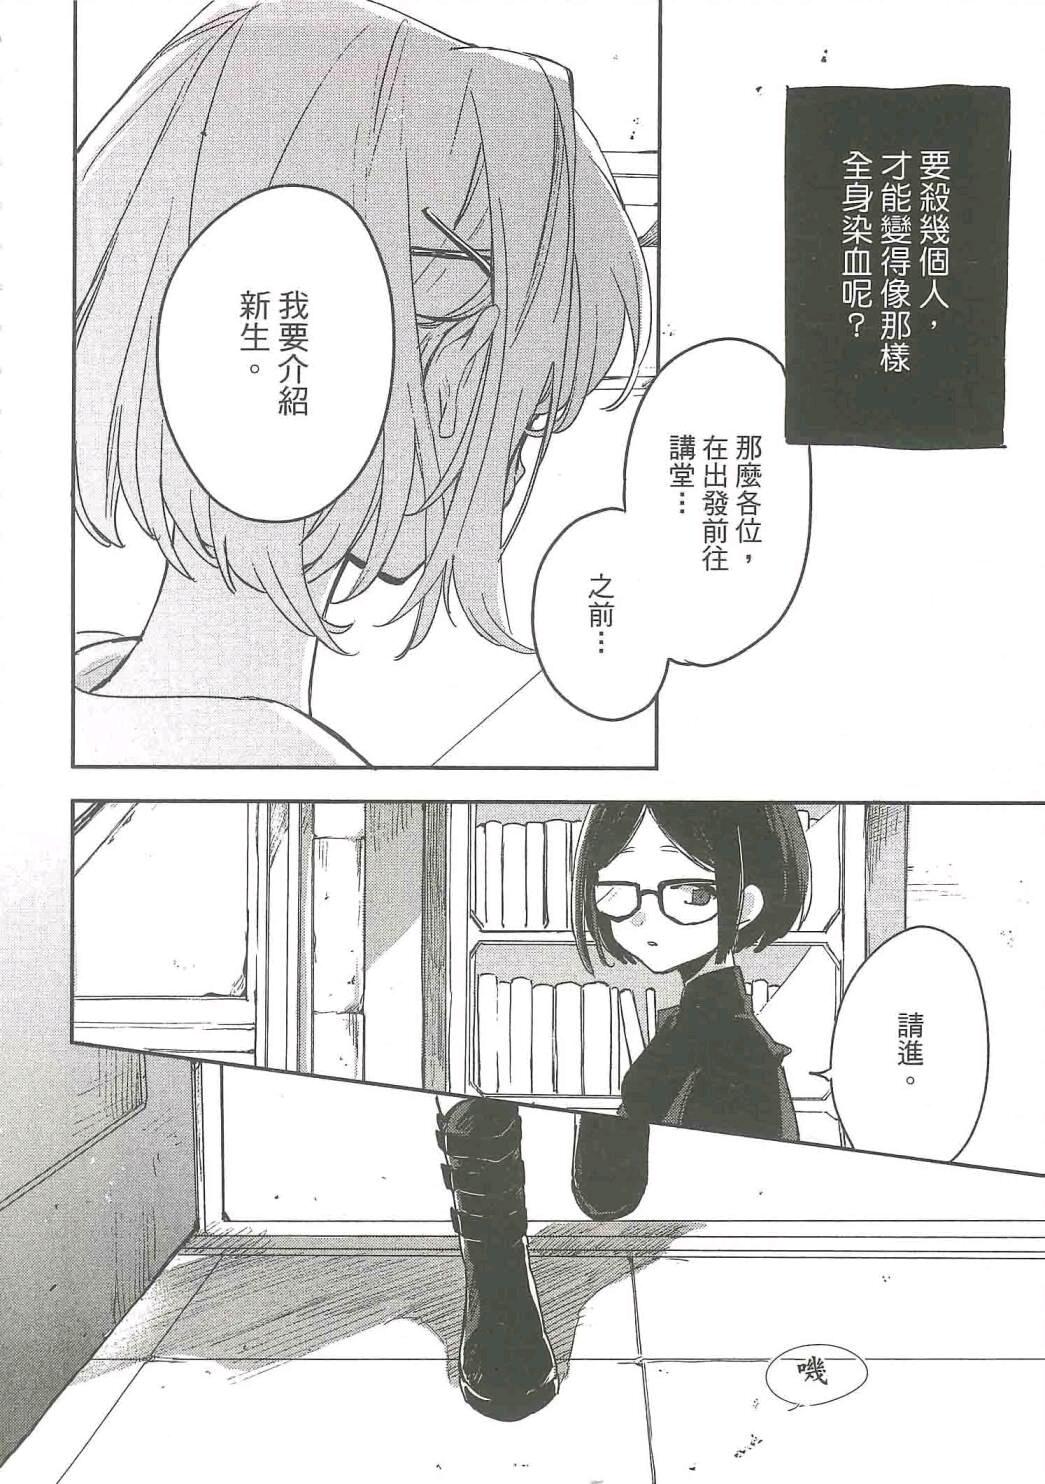 要殺幾個人，
才能變得像那樣
全身染血呢？
那麼各位，
在出發前往
講堂…
之前…
我要介紹
新生。
請進。
嘰